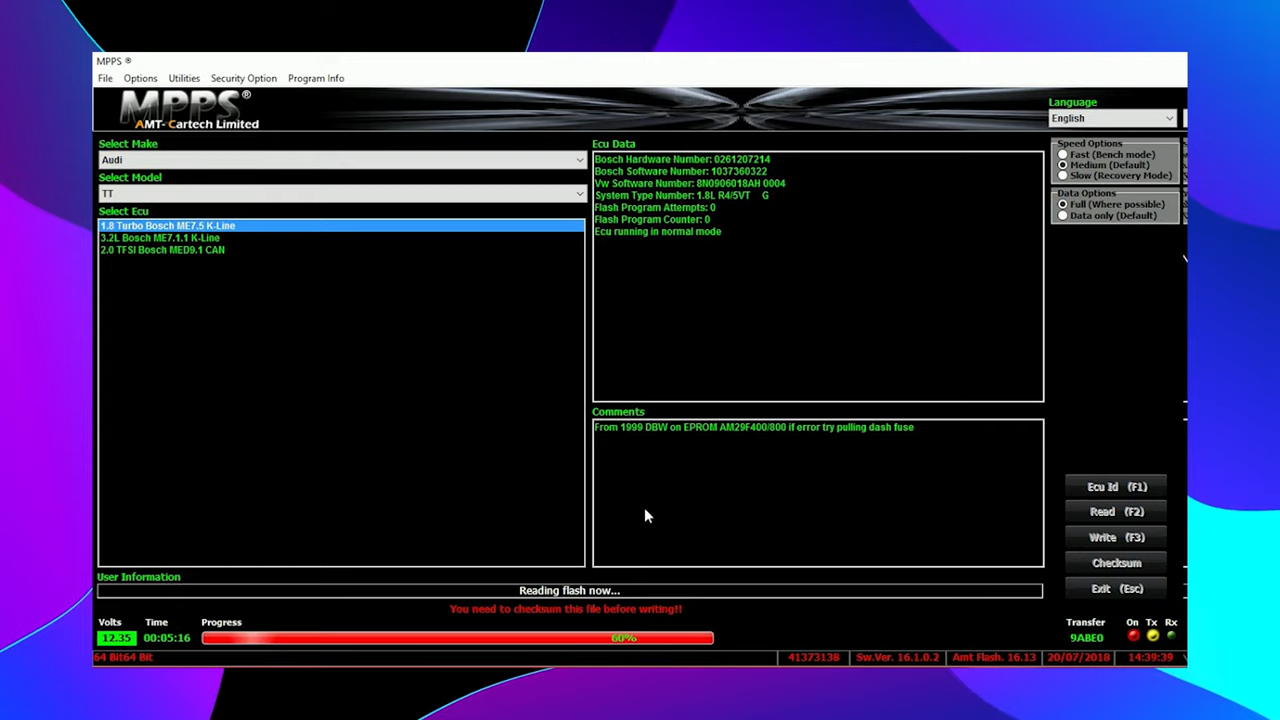 MPPS ®
File Options Utilities Security Option Program Info
MPPS®
AMT- Cartech Limited
Language
English
Select Make
Audi
Select Model
TT
Select Ecu
1.8 Turbo Bosch ME7.5 K-Line
3.2L Bosch ME7.1.1 K-Line
2.0 TFSI Bosch MED9.1 CAN
Ecu Data
Bosch Hardware Number: 0261207214
Bosch Software Number: 1037360322
Vw Software Number: 8N0906018AH 0004
System Type Number: 1.8L R4/5VT G
Flash Program Attempts: 0
Flash Program Counter: 0
Ecu running in normal mode
Speed Options
Fast (Bench mode)
Medium (Default)
Slow (Recovery Mode)
Data Options
Full (Where possible)
Data only (Default)
Comments
From 1999 DBW on EPROM AM29F400/800 if error try pulling dash fuse
Ecu Id (F1)
Read (F2)
Write (F3)
Checksum
Exit (Esc)
User Information
Reading flash now...
You need to checksum this file before writing!!
Volts Time Progress Transfer On Tx Rx
12.35 00:05:16 60% 9ABE0
64 Bit64 Bit 41373138 Sw.Ver. 16.1.0.2 Amt Flash. 16.13 20/07/2018 14:39:39